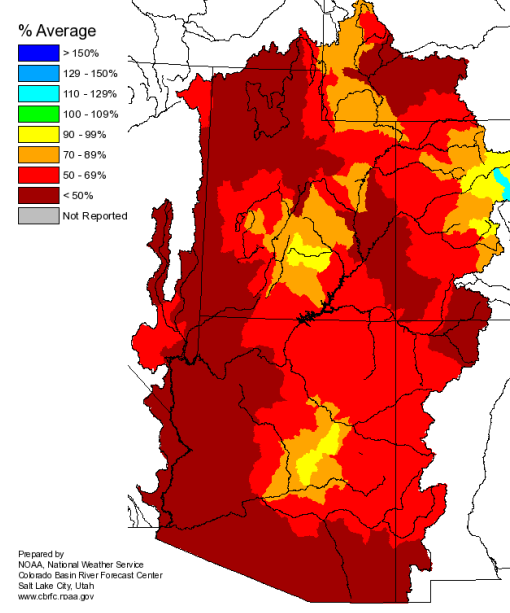 % Average
> 150%
129 - 150%
110 - 129%
100 - 109%
90 - 99%
70 - 89%
50 - 69%
< 50%
Not Reported
Prepared by
NOAA, National Weather Service
Colorado Basin River Forecast Center
Salt Lake City, Utah
www.cbrfc.noaa.gov